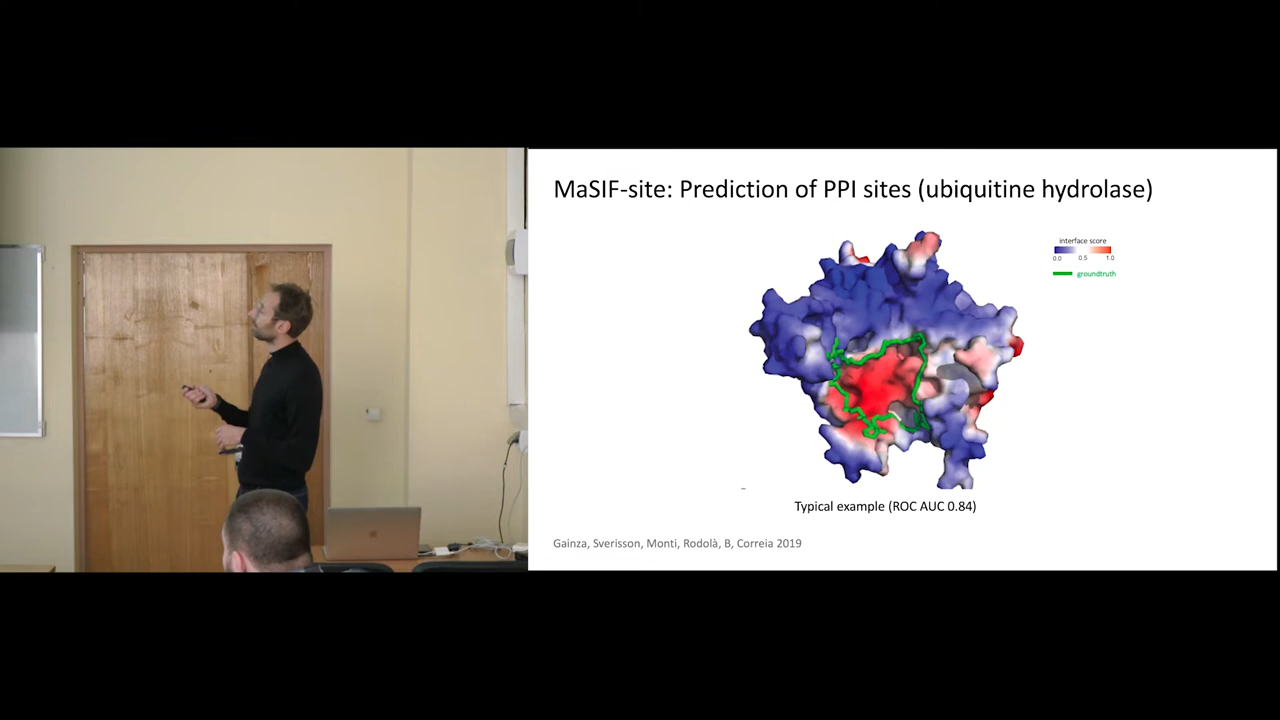 MaSIF-site: Prediction of PPI sites (ubiquitine hydrolase)
interface score
0.0 0.5 1.0
groundtruth
Typical example (ROC AUC 0.84)
Gainza, Sverisson, Monti, Rodolà, B, Correia 2019